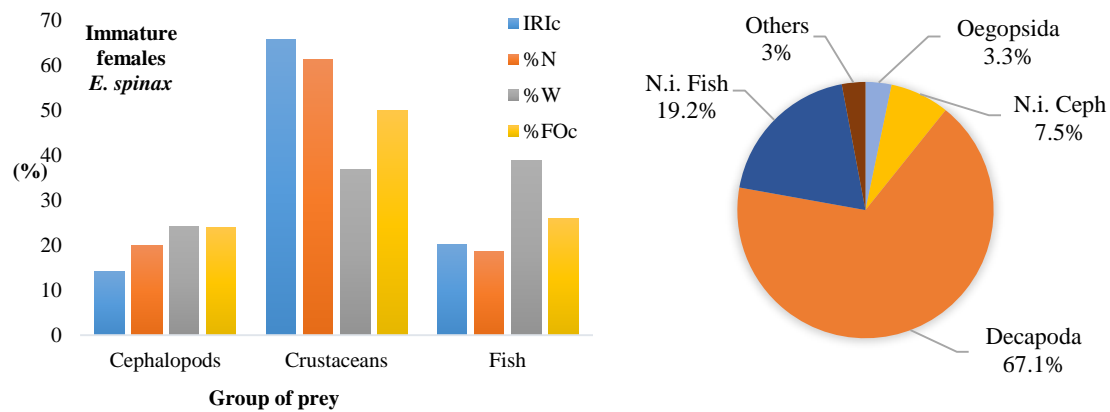 70
60
50
40
30
20
10
0
(%)
Immature
females
E. spinax
IRIc
%N
%W
%FOc
Cephalopods
Crustaceans
Fish
Group of prey
Others
3%
Oegopsida
3.3%
N.i. Fish
19.2%
N.i. Ceph
7.5%
Decapoda
67.1%